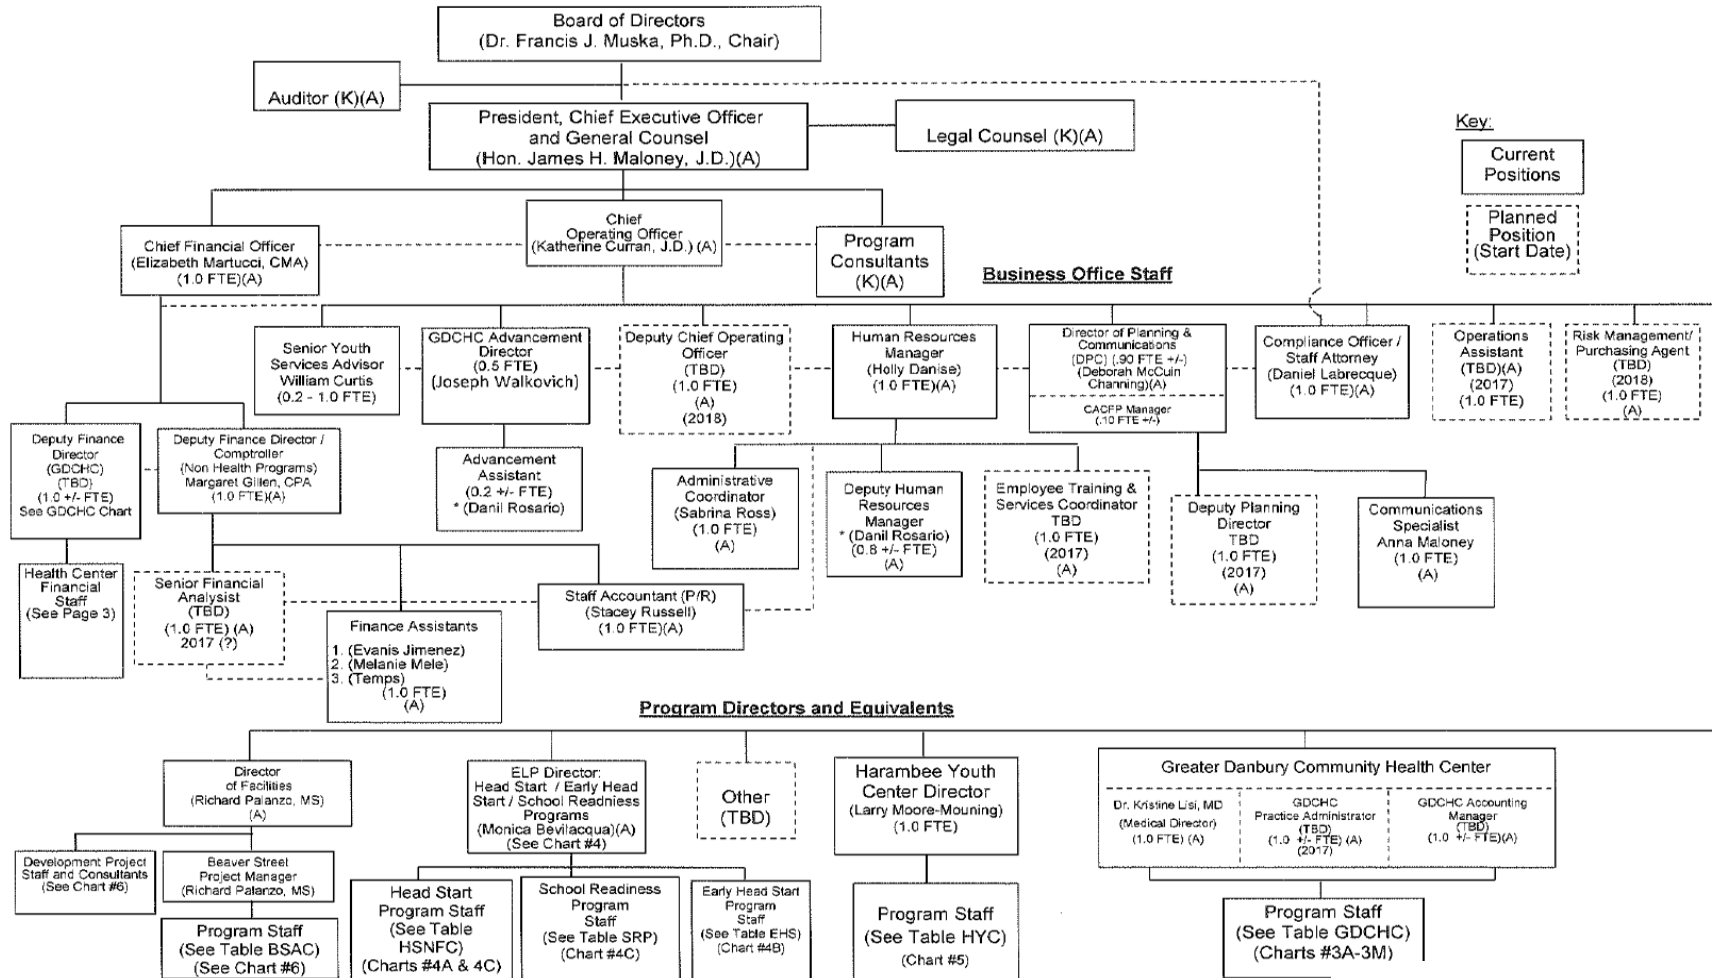 Board of Directors
(Dr. Francis J. Muska, Ph.D., Chair)
Auditor (K)(A)
President, Chief Executive Officer
and General Counsel
(Hon. James H. Maloney, J.D.)(A)
Legal Counsel (K)(A)
Key:
Current
Positions
Planned
Position
(Start Date)
Chief Financial Officer
(Elizabeth Martucci, CMA)
(1.0 FTE)(A)
Chief
Operating Officer
(Katherine Curran, J.D.) (A)
Program
Consultants
(K)(A)
Business Office Staff
Senior Youth
Services Advisor
William Curtis
(0.2 - 1.0 FTE)
GDCHC Advancement
Director
(0.5 FTE)
(Joseph Walkovich)
Deputy Chief Operating
Officer
(TBD)
(1.0 FTE)
(A)
(2018)
Human Resources
Manager
(Holly Danise)
(1.0 FTE)(A)
Director of Planning &
Communications
(DPC) (.90 FTE +/-)
(Deborah McCuin
Channing)(A)
CACFP Manager
(.10 FTE +/-)
Compliance Officer /
Staff Attorney
(Daniel Labrecque)
(1.0 FTE)(A)
Operations
Assistant
(TBD)(A)
(2017)
(1.0 FTE)
Risk Management/
Purchasing Agent
(TBD)
(2018)
(1.0 FTE)
(A)
Deputy Finance
Director
(GDCHC)
(TBD)
(1.0 +/- FTE)
See GDCHC Chart
Deputy Finance Director /
Comptroller
(Non Health Programs)
Margaret Gillen, CPA
(1.0 FTE)(A)
Advancement
Assistant
(0.2 +/- FTE)
* (Danil Rosario)
Administrative
Coordinator
(Sabrina Ross)
(1.0 FTE)
(A)
Deputy Human
Resources
Manager
* (Danil Rosario)
(0.8 +/- FTE)
(A)
Employee Training &
Services Coordinator
TBD
(1.0 FTE)
(2017)
(A)
Deputy Planning
Director
TBD
(1.0 FTE)
(2017)
(A)
Communications
Specialist
Anna Maloney
(1.0 FTE)
(A)
Health Center
Financial
Staff
(See Page 3)
Senior Financial
Analysist
(TBD)
(1.0 FTE) (A)
2017 (?)
Finance Assistants
1. (Evanis Jimenez)
2. (Melanie Mele)
3. (Temps)
(1.0 FTE)
(A)
Staff Accountant (P/R)
(Stacey Russell)
(1.0 FTE)(A)
Program Directors and Equivalents
Director
of Facilities
(Richard Palanzo, MS)
(A)
ELP Director:
Head Start / Early Head
Start / School Readiness
Programs
(Monica Bevilacqua)(A)
(See Chart #4)
Other
(TBD)
Harambee Youth
Center Director
(Larry Moore-Mouning)
(1.0 FTE)
Greater Danbury Community Health Center
Dr. Kristine Lisi, MD
(Medical Director)
(1.0 FTE) (A)
GDCHC
Practice Administrator
(TBD)
(1.0 +/- FTE) (A)
(2017)
GDCHC Accounting
Manager
(TBD)
(1.0 +/- FTE)(A)
Development Project
Staff and Consultants
(See Chart #6)
Beaver Street
Project Manager
(Richard Palanzo, MS)
Program Staff
(See Table BSAC)
(See Chart #6)
Head Start
Program Staff
(See Table
HSNFC)
(Charts #4A & 4C)
School Readiness
Program
Staff
(See Table SRP)
(Chart #4C)
Early Head Start
Program
Staff
(See Table EHS)
(Chart #4B)
Program Staff
(See Table HYC)
(Chart #5)
Program Staff
(See Table GDCHC)
(Charts #3A-3M)